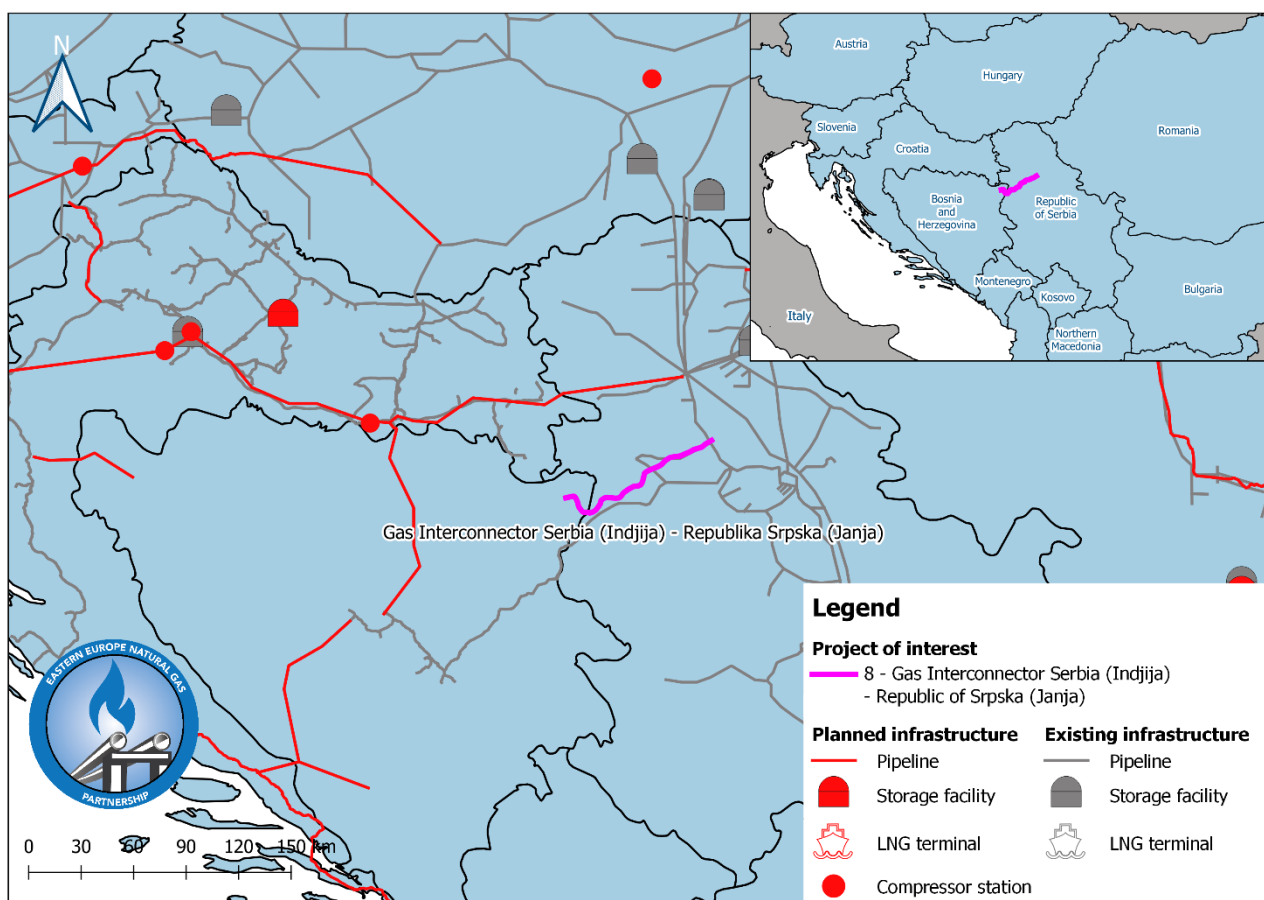 N
Austria
Hungary
Slovenia
Romania
Croatia
Bosnia
and
Herzegovina
Republic
of Serbia
Montenegro
Kosovo
Bulgaria
Italy
Northern
Macedonia
Gas Interconnector Serbia (Indjija) - Republika Srpska (Janja)
EASTERN EUROPE NATURAL GAS
PARTNERSHIP
0 30 60 90 120 150 km
Legend
Project of interest
8 - Gas Interconnector Serbia (Indjija)
- Republic of Srpska (Janja)
Planned infrastructure Existing infrastructure
Pipeline Pipeline
Storage facility Storage facility
LNG terminal LNG terminal
Compressor station